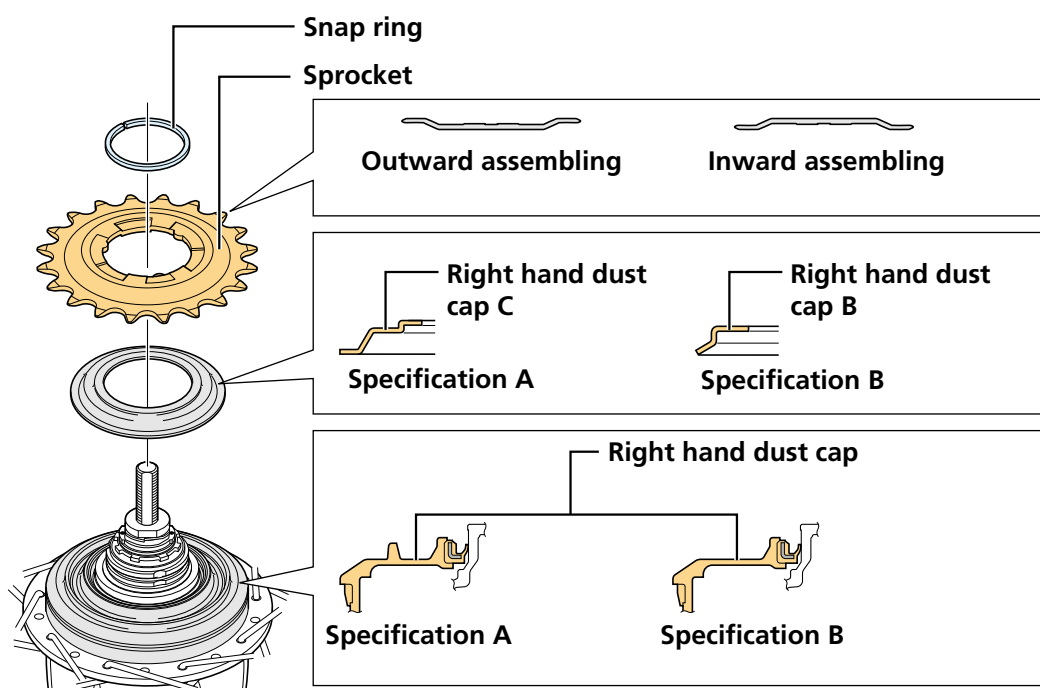 Snap ring
Sprocket
Outward assembling
Inward assembling
Right hand dust
cap C
Right hand dust
cap B
Specification A
Specification B
Right hand dust cap
Specification A
Specification B